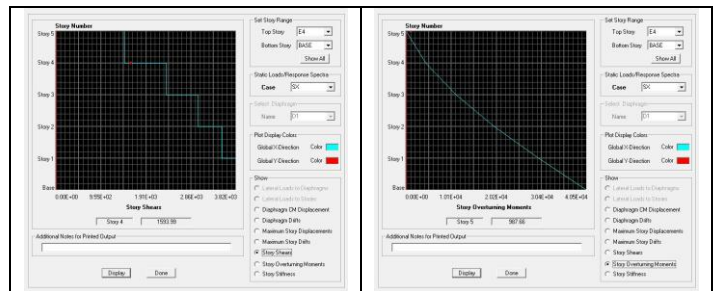 Story Number
Story 5
Story 4
Story 3
Story 2
Story 1
Base
0.00E+00 9.55E+02 1.91E+03 2.86E+03 3.82E+03
Story Shears
Story 4 1593.99
Additional Notes for Printed Output
Display Done
Set Story Range
Top Story E4
Bottom Story BASE
Show All
Static Loads/Response Spectra
Case SX
Select Diaphragm
Name D1
Plot Display Colors
Global X-Direction Color
Global Y-Direction Color
Show
Lateral Loads to Diaphragms
Lateral Loads to Stories
Diaphragm CM Displacement
Diaphragm Drifts
Maximum Story Displacements
Maximum Story Drifts
Story Shears
Story Overturning Moments
Story Stiffness
Story Number
Story 5
Story 4
Story 3
Story 2
Story 1
Base
0.00E+00 1.01E+04 2.02E+04 3.04E+04 4.05E+04
Story Overturning Moments
Story 5 987.66
Additional Notes for Printed Output
Display Done
Set Story Range
Top Story E4
Bottom Story BASE
Show All
Static Loads/Response Spectra
Case SX
Select Diaphragm
Name D1
Plot Display Colors
Global X-Direction Color
Global Y-Direction Color
Show
Lateral Loads to Diaphragms
Lateral Loads to Stories
Diaphragm CM Displacement
Diaphragm Drifts
Maximum Story Displacements
Maximum Story Drifts
Story Shears
Story Overturning Moments
Story Stiffness